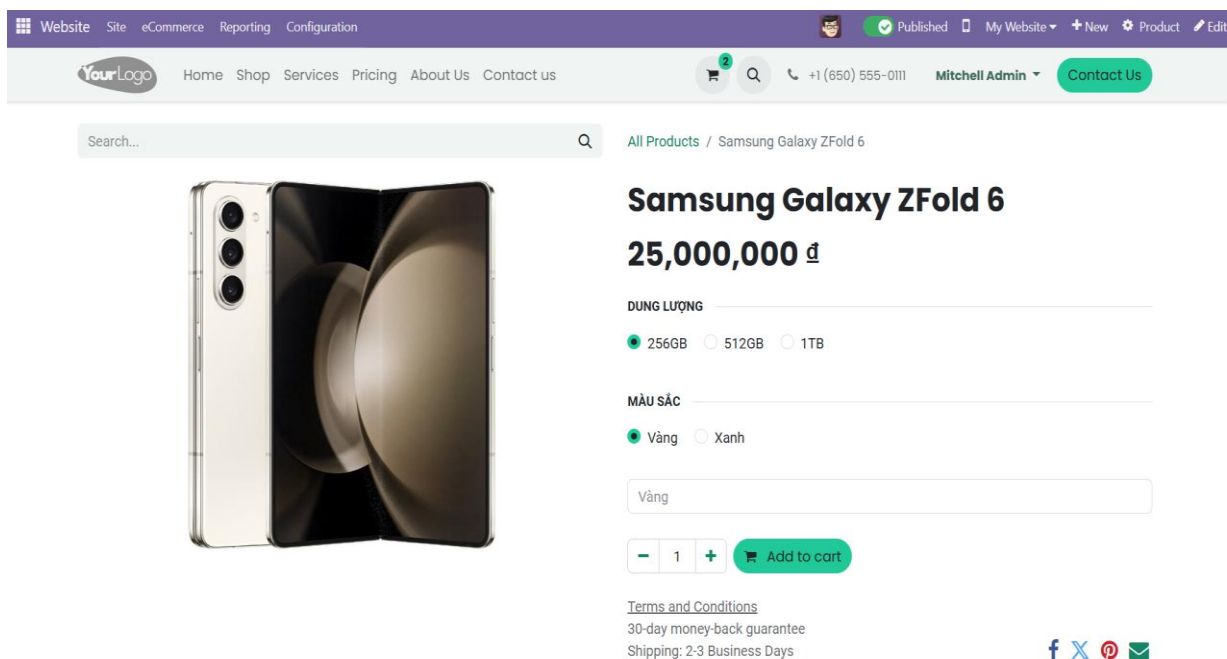 Website Site eCommerce Reporting Configuration Published My Website + New Product Edit
YourLogo Home Shop Services Pricing About Us Contact us 2 +1 (650) 555-0111 Mitchell Admin Contact Us
Search...
All Products / Samsung Galaxy ZFold 6
Samsung Galaxy ZFold 6
25,000,000 ₫
DUNG LƯỢNG
256GB 512GB 1TB
MÀU SẮC
Vàng Xanh
Vàng
- 1 + Add to cart
Terms and Conditions
30-day money-back guarantee
Shipping: 2-3 Business Days